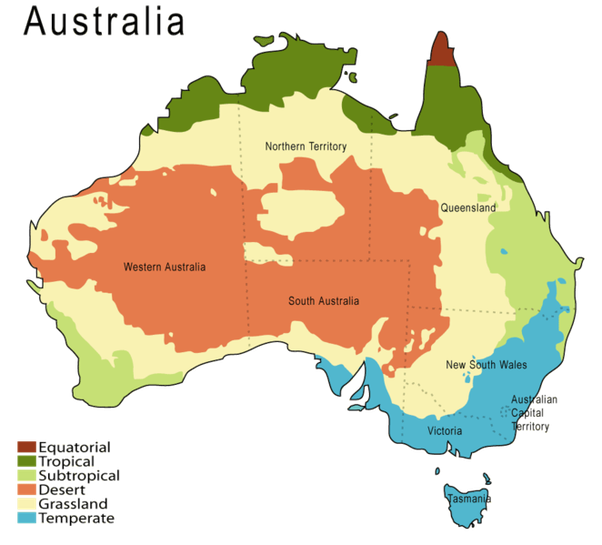 Australia
Northern Territory
Queensland
Western Australia
South Australia
New South Wales
Australian
Capital
Territory
Victoria
Tasmania
Equatorial
Tropical
Subtropical
Desert
Grassland
Temperate